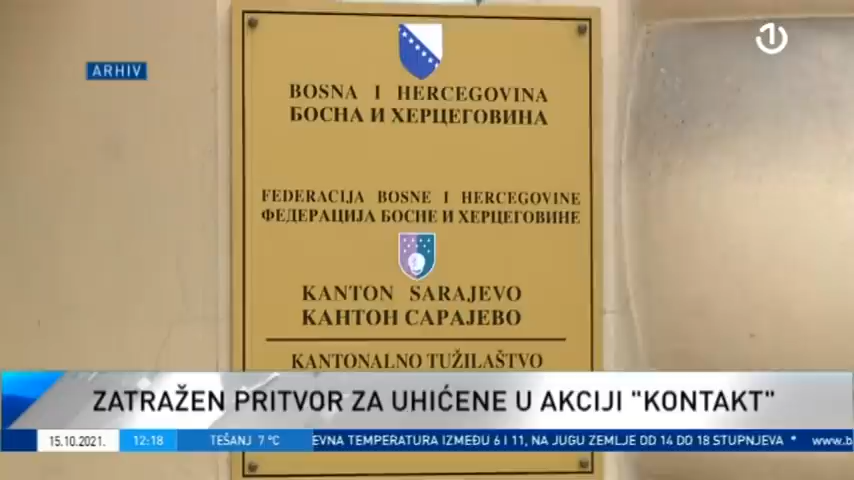 ARHIV
BOSNA I HERCEGOVINA
БОСНА И ХЕРЦЕГОВИНА
FEDERACIJA BOSNE I HERCEGOVINE
ФЕДЕРАЦИЈА БОСНЕ И ХЕРЦЕГОВИНЕ
KANTON SARAJEVO
КАНТОН САРАЈЕВО
KANTONALNO TUŽILAŠTVO
ZATRAŽEN PRITVOR ZA UHIĆENE U AKCIJI "KONTAKT"
15.10.2021. 12:18 TEŠANJ 7 °C EVNA TEMPERATURA IZMEĐU 6 I 11, NA JUGU ZEMLJE OD 14 DO 18 STUPNJEVA * www.b